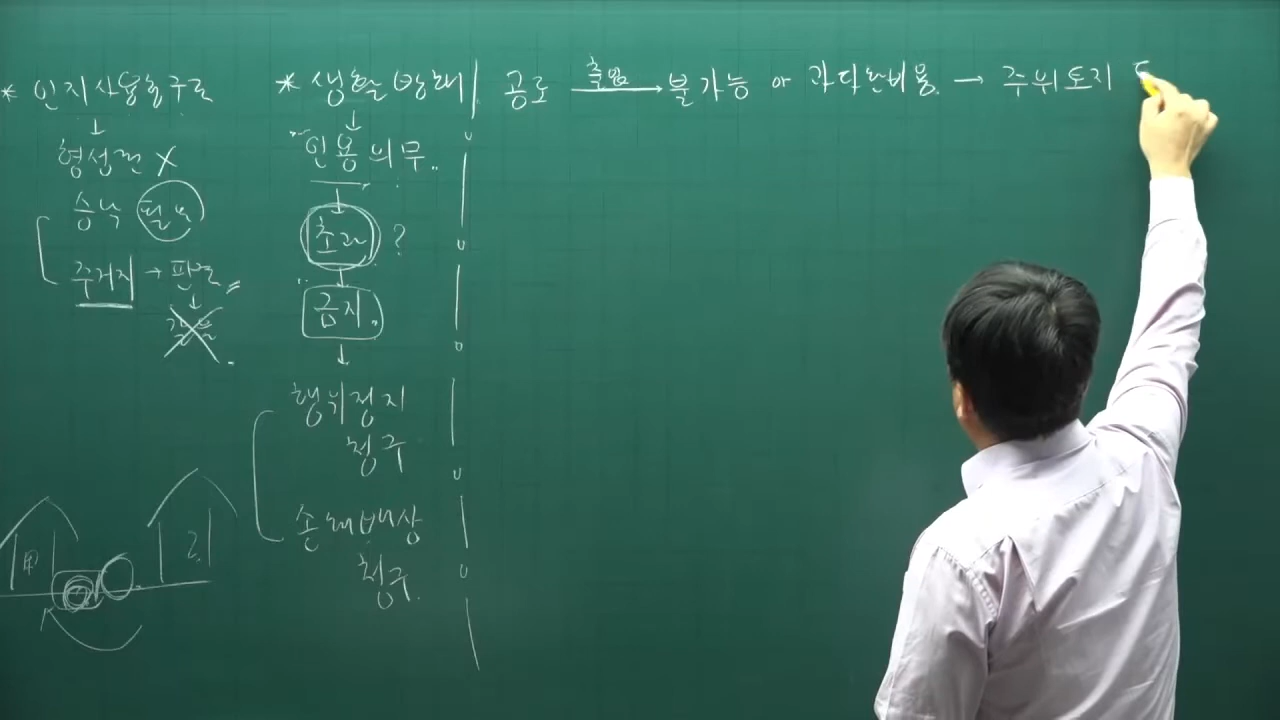 * 인지사용청구권
↓
형성권 X
승낙 필요
주거지 → 판결
↓
甲
乙
* 생활방해
↓
인용의무
↓
초과 ?
↓
금지.
↓
행위정지
청구
손해배상
청구.
공로 출입 → 불가능 or 과다한비용. → 주위토지